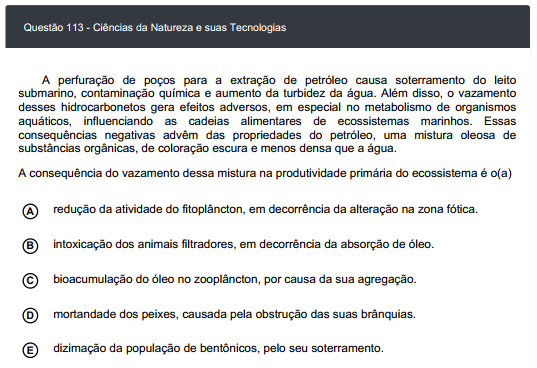 Questão 113 - Ciências da Natureza e suas Tecnologias
A perfuração de poços para a extração de petróleo causa soterramento do leito
submarino, contaminação química e aumento da turbidez da água. Além disso, o vazamento
desses hidrocarbonetos gera efeitos adversos, em especial no metabolismo de organismos
aquáticos, influenciando as cadeias alimentares de ecossistemas marinhos. Essas
consequências negativas advêm das propriedades do petróleo, uma mistura oleosa de
substâncias orgânicas, de coloração escura e menos densa que a água.
A consequência do vazamento dessa mistura na produtividade primária do ecossistema é o(a)
A redução da atividade do fitoplâncton, em decorrência da alteração na zona fótica.
B intoxicação dos animais filtradores, em decorrência da absorção de óleo.
C bioacumulação do óleo no zooplâncton, por causa da sua agregação.
D mortandade dos peixes, causada pela obstrução das suas brânquias.
E dizimação da população de bentônicos, pelo seu soterramento.